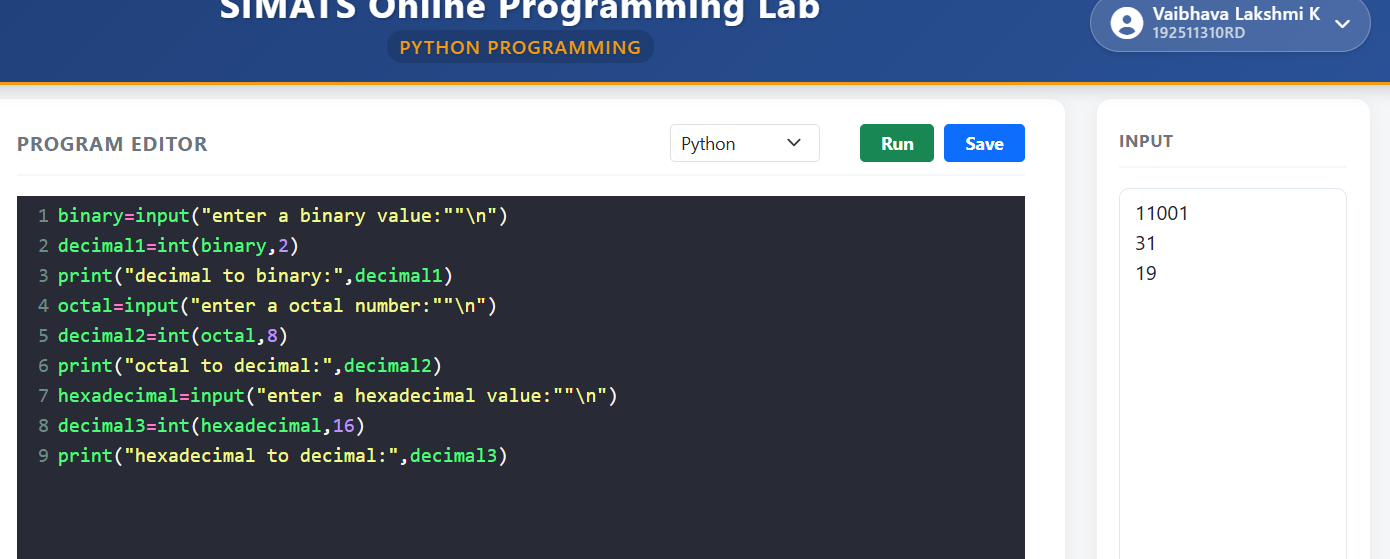 SIMATS Online Programming Lab
PYTHON PROGRAMMING
Vaibhava Lakshmi K
192511310RD
PROGRAM EDITOR
Python
Run
Save
1 binary=input("enter a binary value:""\n")
2 decimal1=int(binary,2)
3 print("decimal to binary:",decimal1)
4 octal=input("enter a octal number:""\n")
5 decimal2=int(octal,8)
6 print("octal to decimal:",decimal2)
7 hexadecimal=input("enter a hexadecimal value:""\n")
8 decimal3=int(hexadecimal,16)
9 print("hexadecimal to decimal:",decimal3)
INPUT
11001
31
19